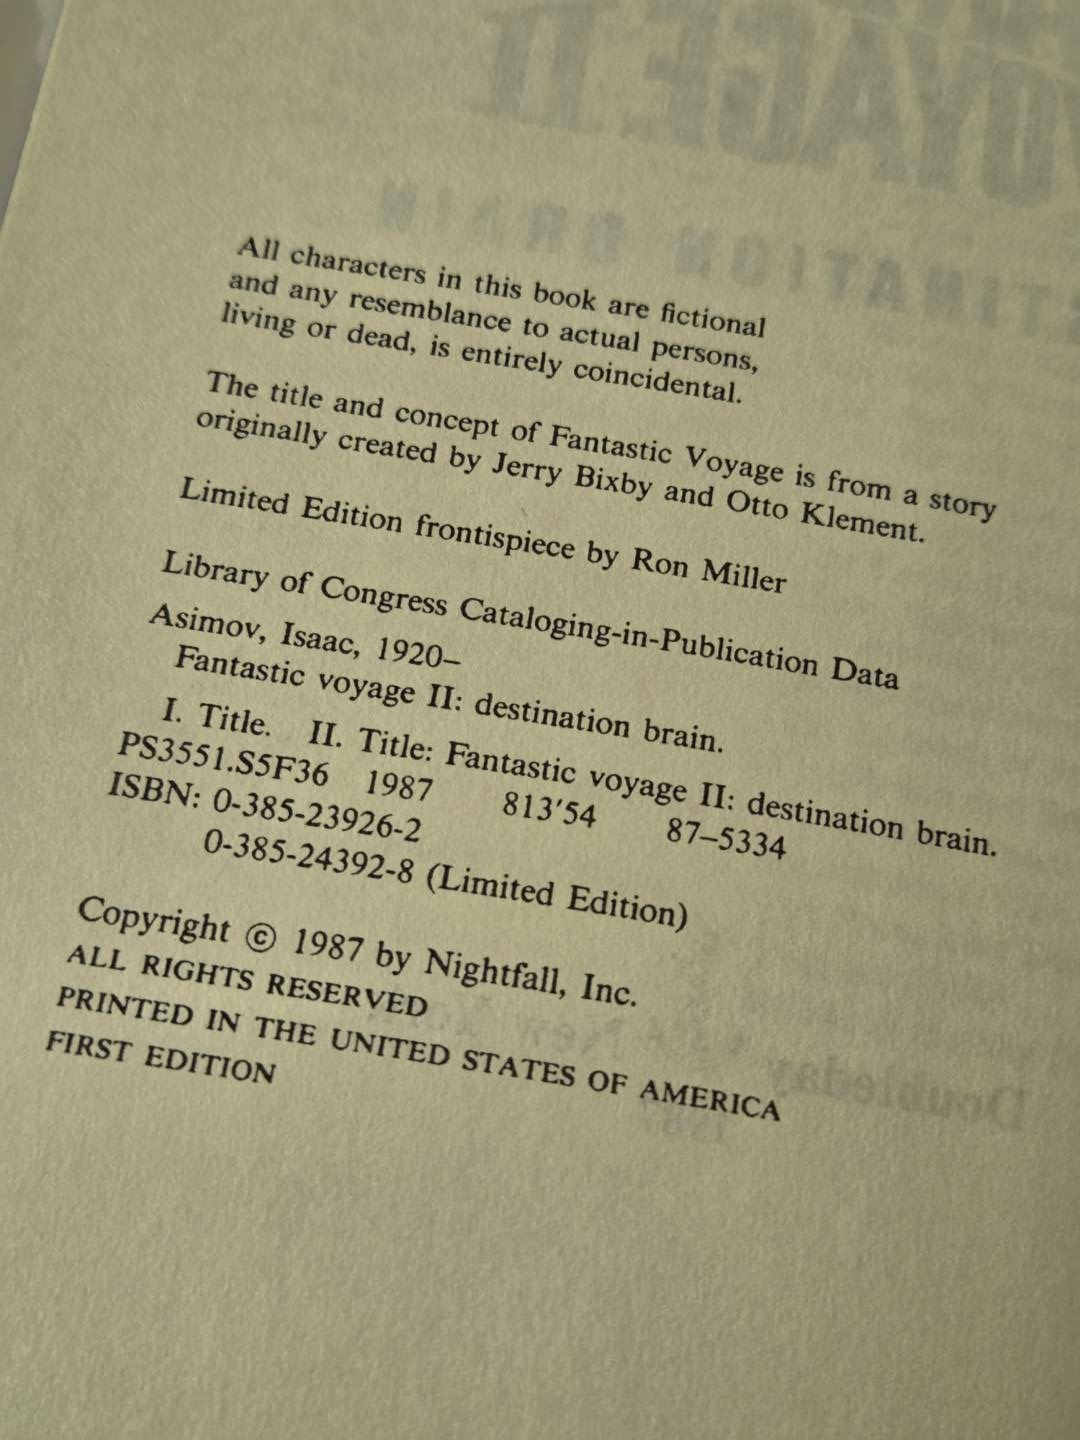 All characters in this book are fictional
and any resemblance to actual persons,
living or dead, is entirely coincidental.
The title and concept of Fantastic Voyage is from a story
originally created by Jerry Bixby and Otto Klement.
Limited Edition frontispiece by Ron Miller
Library of Congress Cataloging-in-Publication Data
Asimov, Isaac, 1920–
Fantastic voyage II: destination brain.
I. Title. II. Title: Fantastic voyage II: destination brain.
PS3551.S5F36 1987 813′54 87–5334
ISBN: 0-385-23926-2
0-385-24392-8 (Limited Edition)
Copyright © 1987 by Nightfall, Inc.
ALL RIGHTS RESERVED
PRINTED IN THE UNITED STATES OF AMERICA
FIRST EDITION